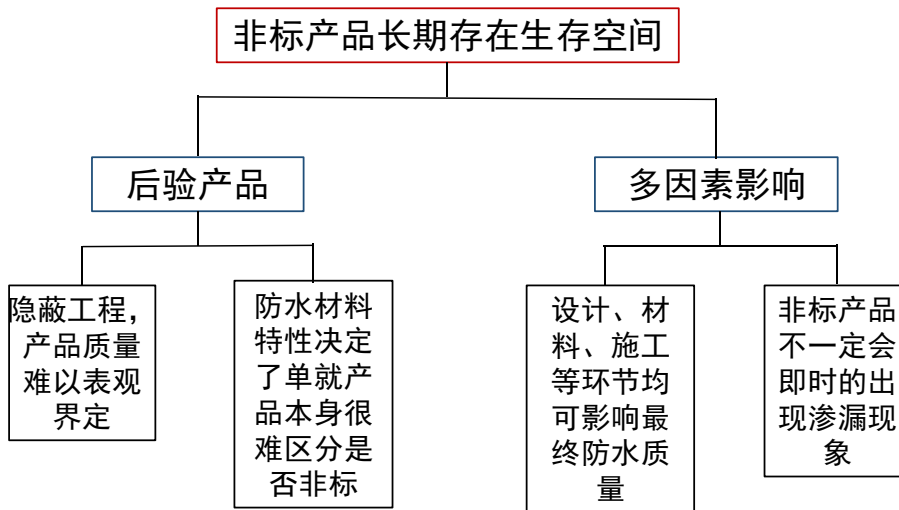 非标产品长期存在生存空间
后验产品
多因素影响
隐蔽工程，
产品质量
难以表观
界定
防水材料
特性决定
了单就产
品本身很
难区分是
否非标
设计、材
料、施工
等环节均
可影响最
终防水质
量
非标产品
不一定会
即时的出
现渗漏现
象